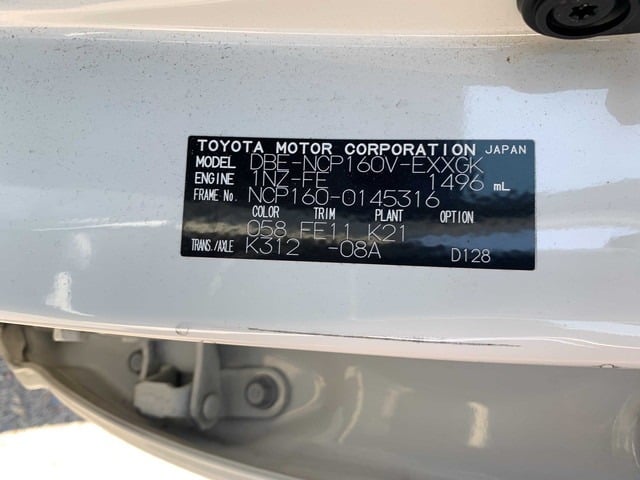 TOYOTA MOTOR CORPORATION JAPAN
MODEL DBE-NCP160V-EXXGK
ENGINE 1NZ-FE 1496 mL
FRAME No. NCP160-0145316
COLOR TRIM PLANT OPTION
058 FE11 K21
TRANS./AXLE K312 -08A D128